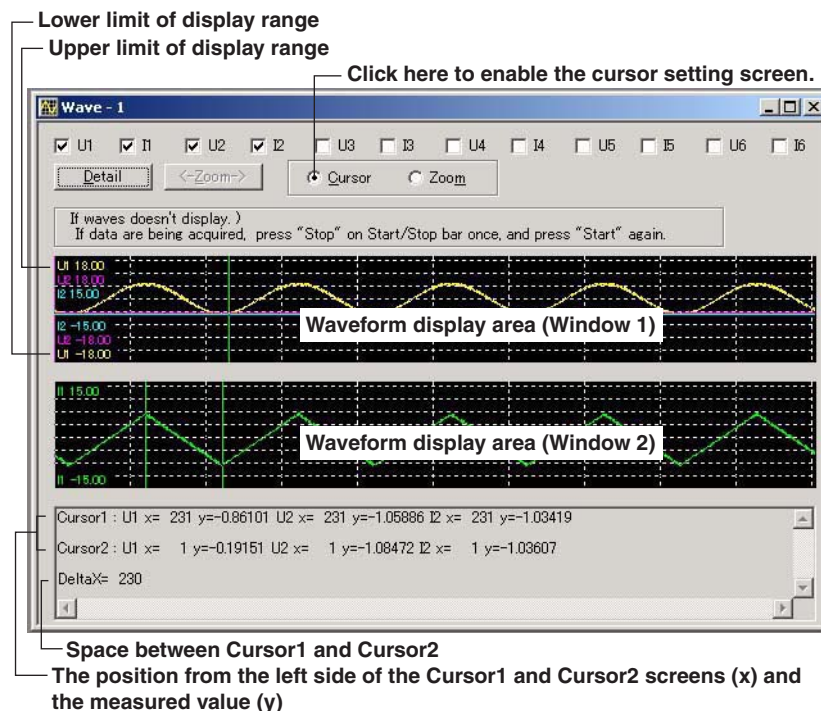 Lower limit of display range
Upper limit of display range
Click here to enable the cursor setting screen.
Wave - 1
U1 I1 U2 I2 U3 I3 U4 I4 U5 I5 U6 I6
Detail <-Zoom-> Cursor Zoom
If waves doesn't display. )
If data are being acquired, press "Stop" on Start/Stop bar once, and press "Start" again.
U1 18.00
U2 18.00
I2 15.00
Waveform display area (Window 1)
I2 -15.00
U2 -18.00
U1 -18.00
I1 15.00
Waveform display area (Window 2)
I1 -15.00
Cursor1 : U1 x= 231 y=-0.86101 U2 x= 231 y=-1.05886 I2 x= 231 y=-1.03419
Cursor2 : U1 x= 1 y=-0.19151 U2 x= 1 y=-1.08472 I2 x= 1 y=-1.03607
DeltaX= 230
Space between Cursor1 and Cursor2
The position from the left side of the Cursor1 and Cursor2 screens (x) and
the measured value (y)